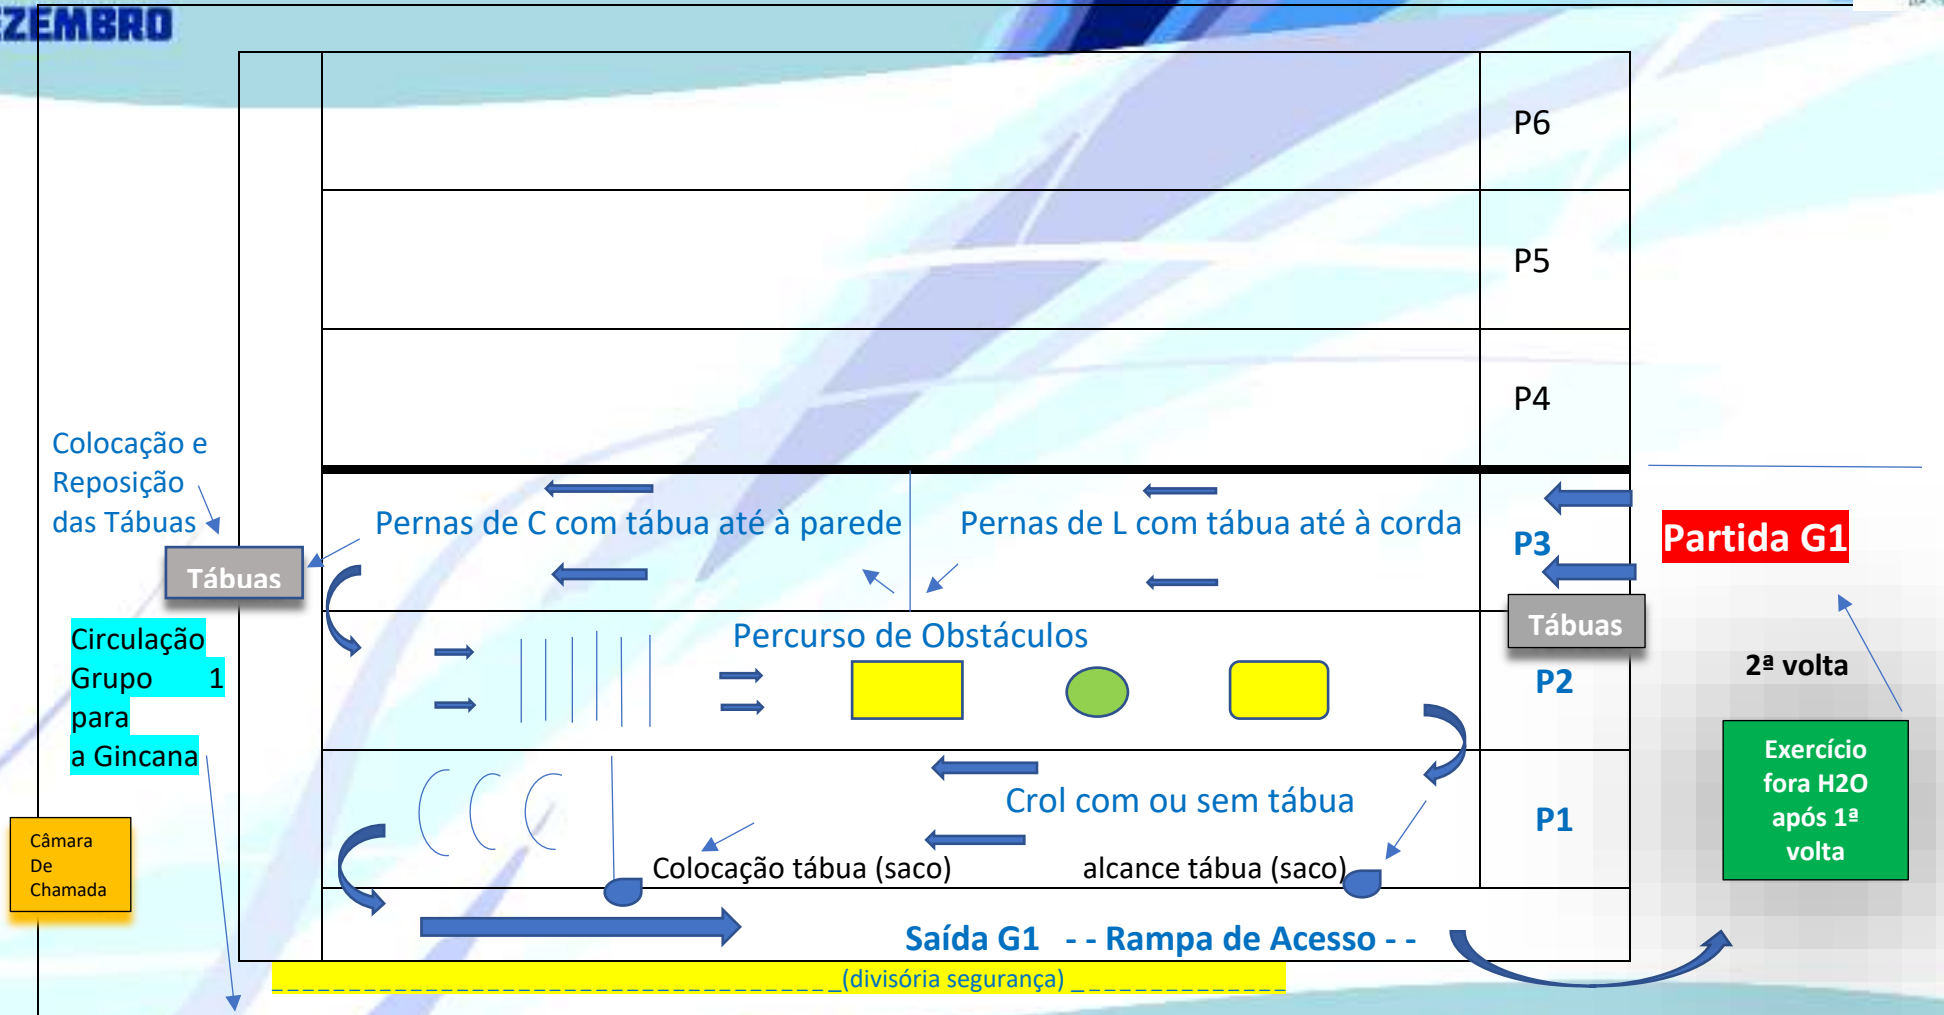 EZEMBRO
P6
P5
P4
Colocação e
Reposição
das Tábuas
Pernas de C com tábua até à parede
Pernas de L com tábua até à corda
P3
Partida G1
Tábuas
Tábuas
Circulação
Grupo 1
para
a Gincana
Percurso de Obstáculos
P2
2ª volta
Exercício
fora H2O
após 1ª
volta
Crol com ou sem tábua
P1
Câmara
De
Chamada
Colocação tábua (saco)
alcance tábua (saco)
Saída G1 - - Rampa de Acesso - -
_ _ _ _ _ _ _ _ _ _ _ _ _ _ _ _ _ _ _ _ _ _ _ _ _ _ _ _ _ _ _ _ _ _ _ _ _(divisória segurança) _ _ _ _ _ _ _ _ _ _ _ _ _ _